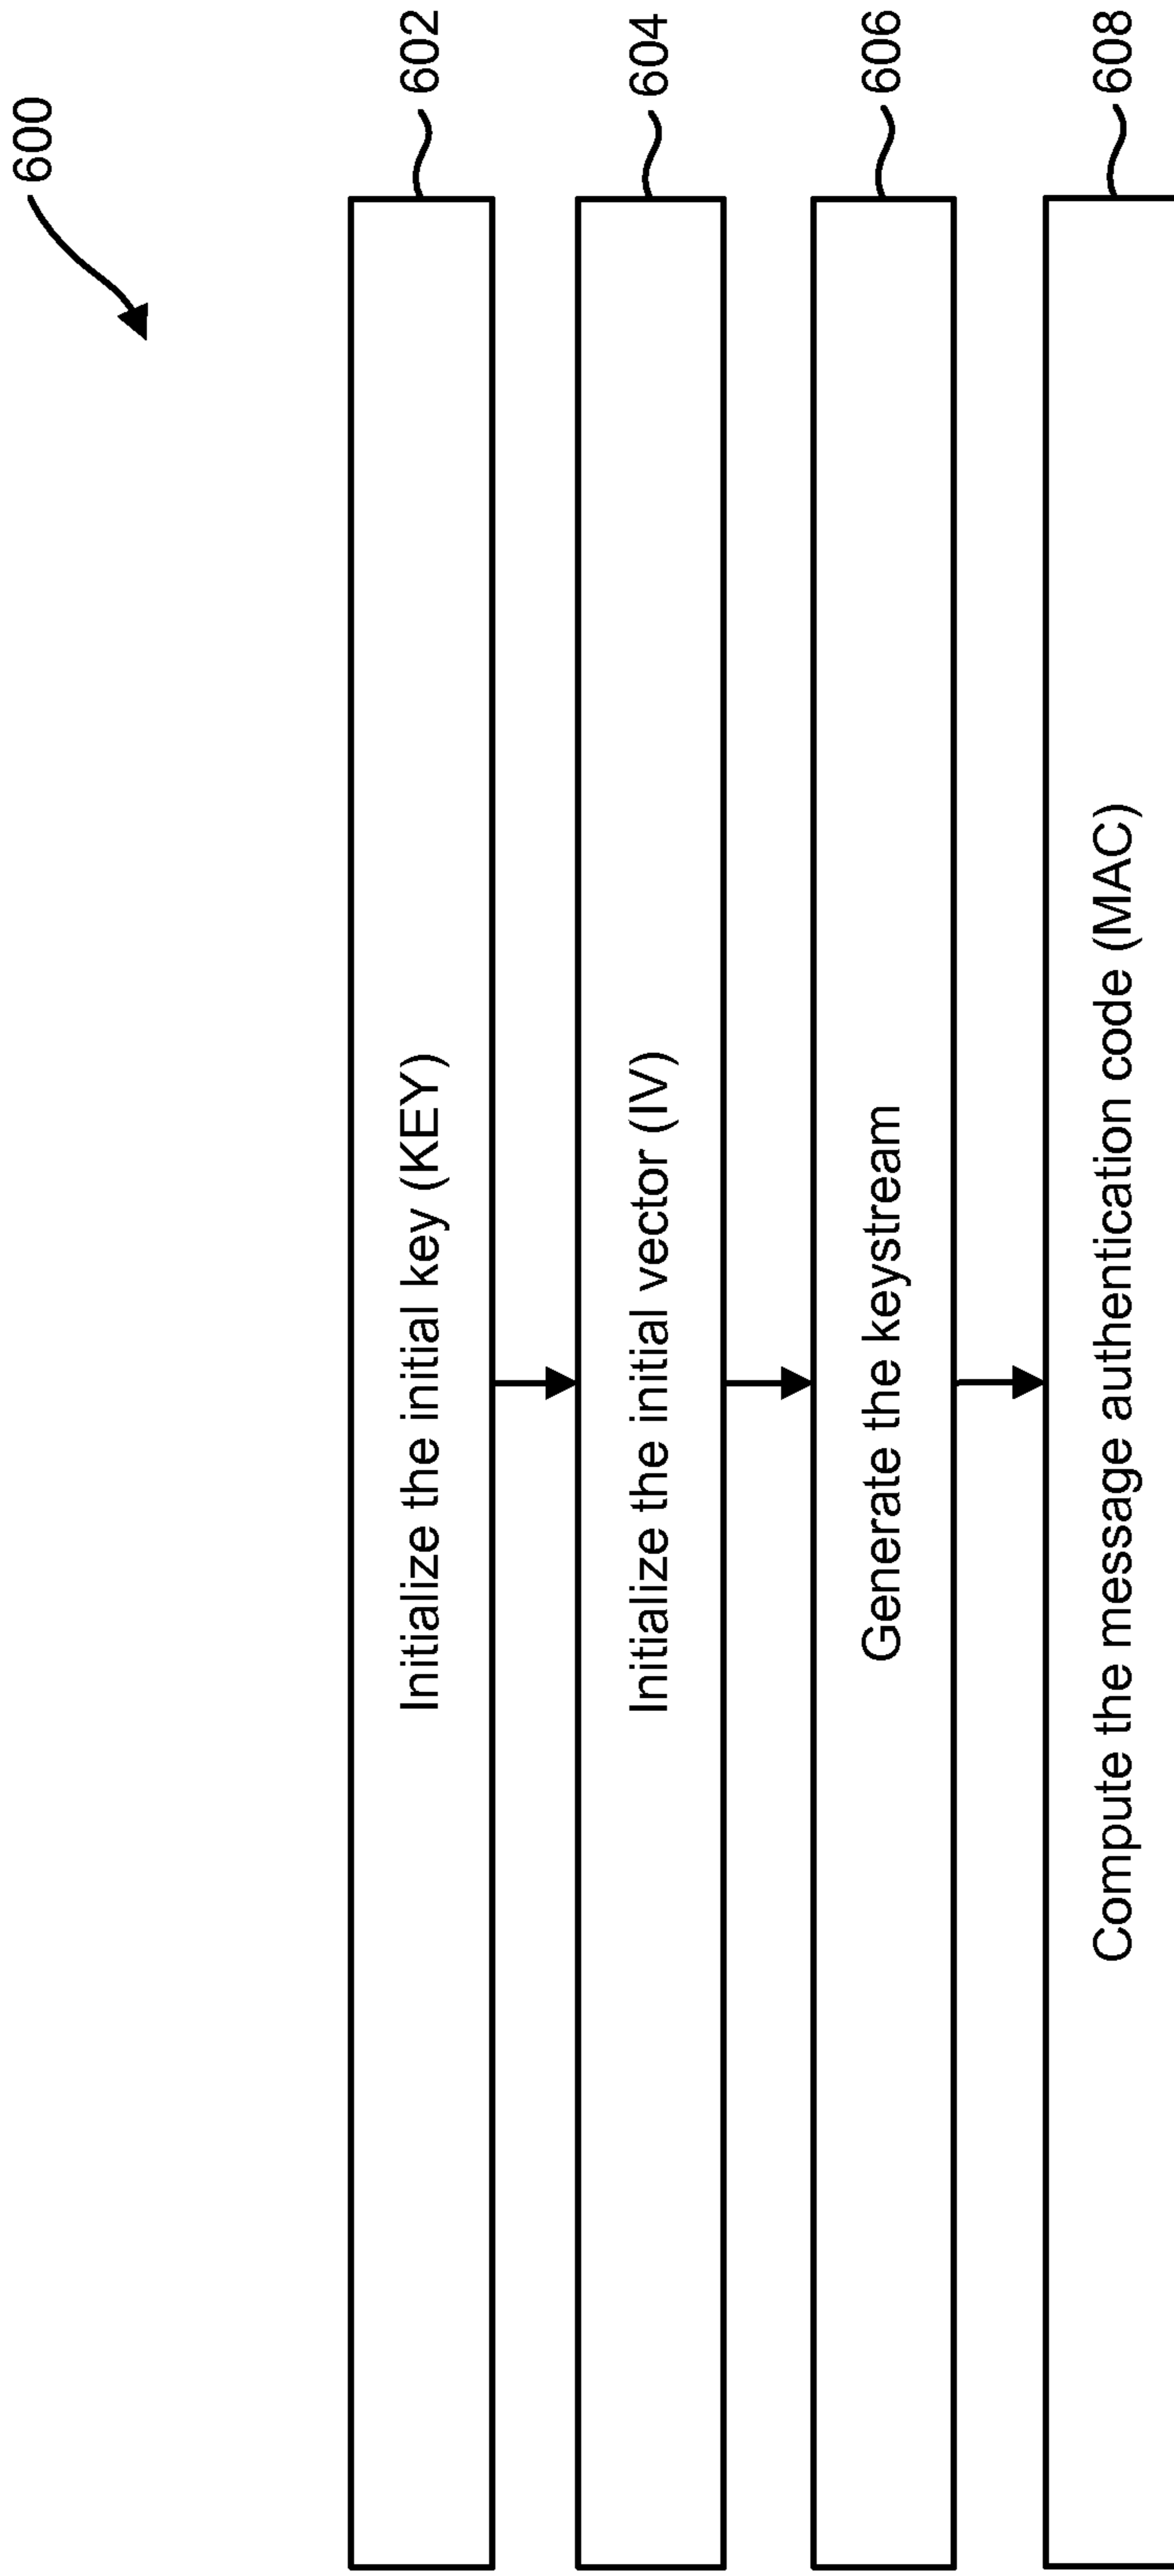 600
Initialize the initial key (KEY)
602
Initialize the initial vector (IV)
604
Generate the keystream
606
Compute the message authentication code (MAC)
608